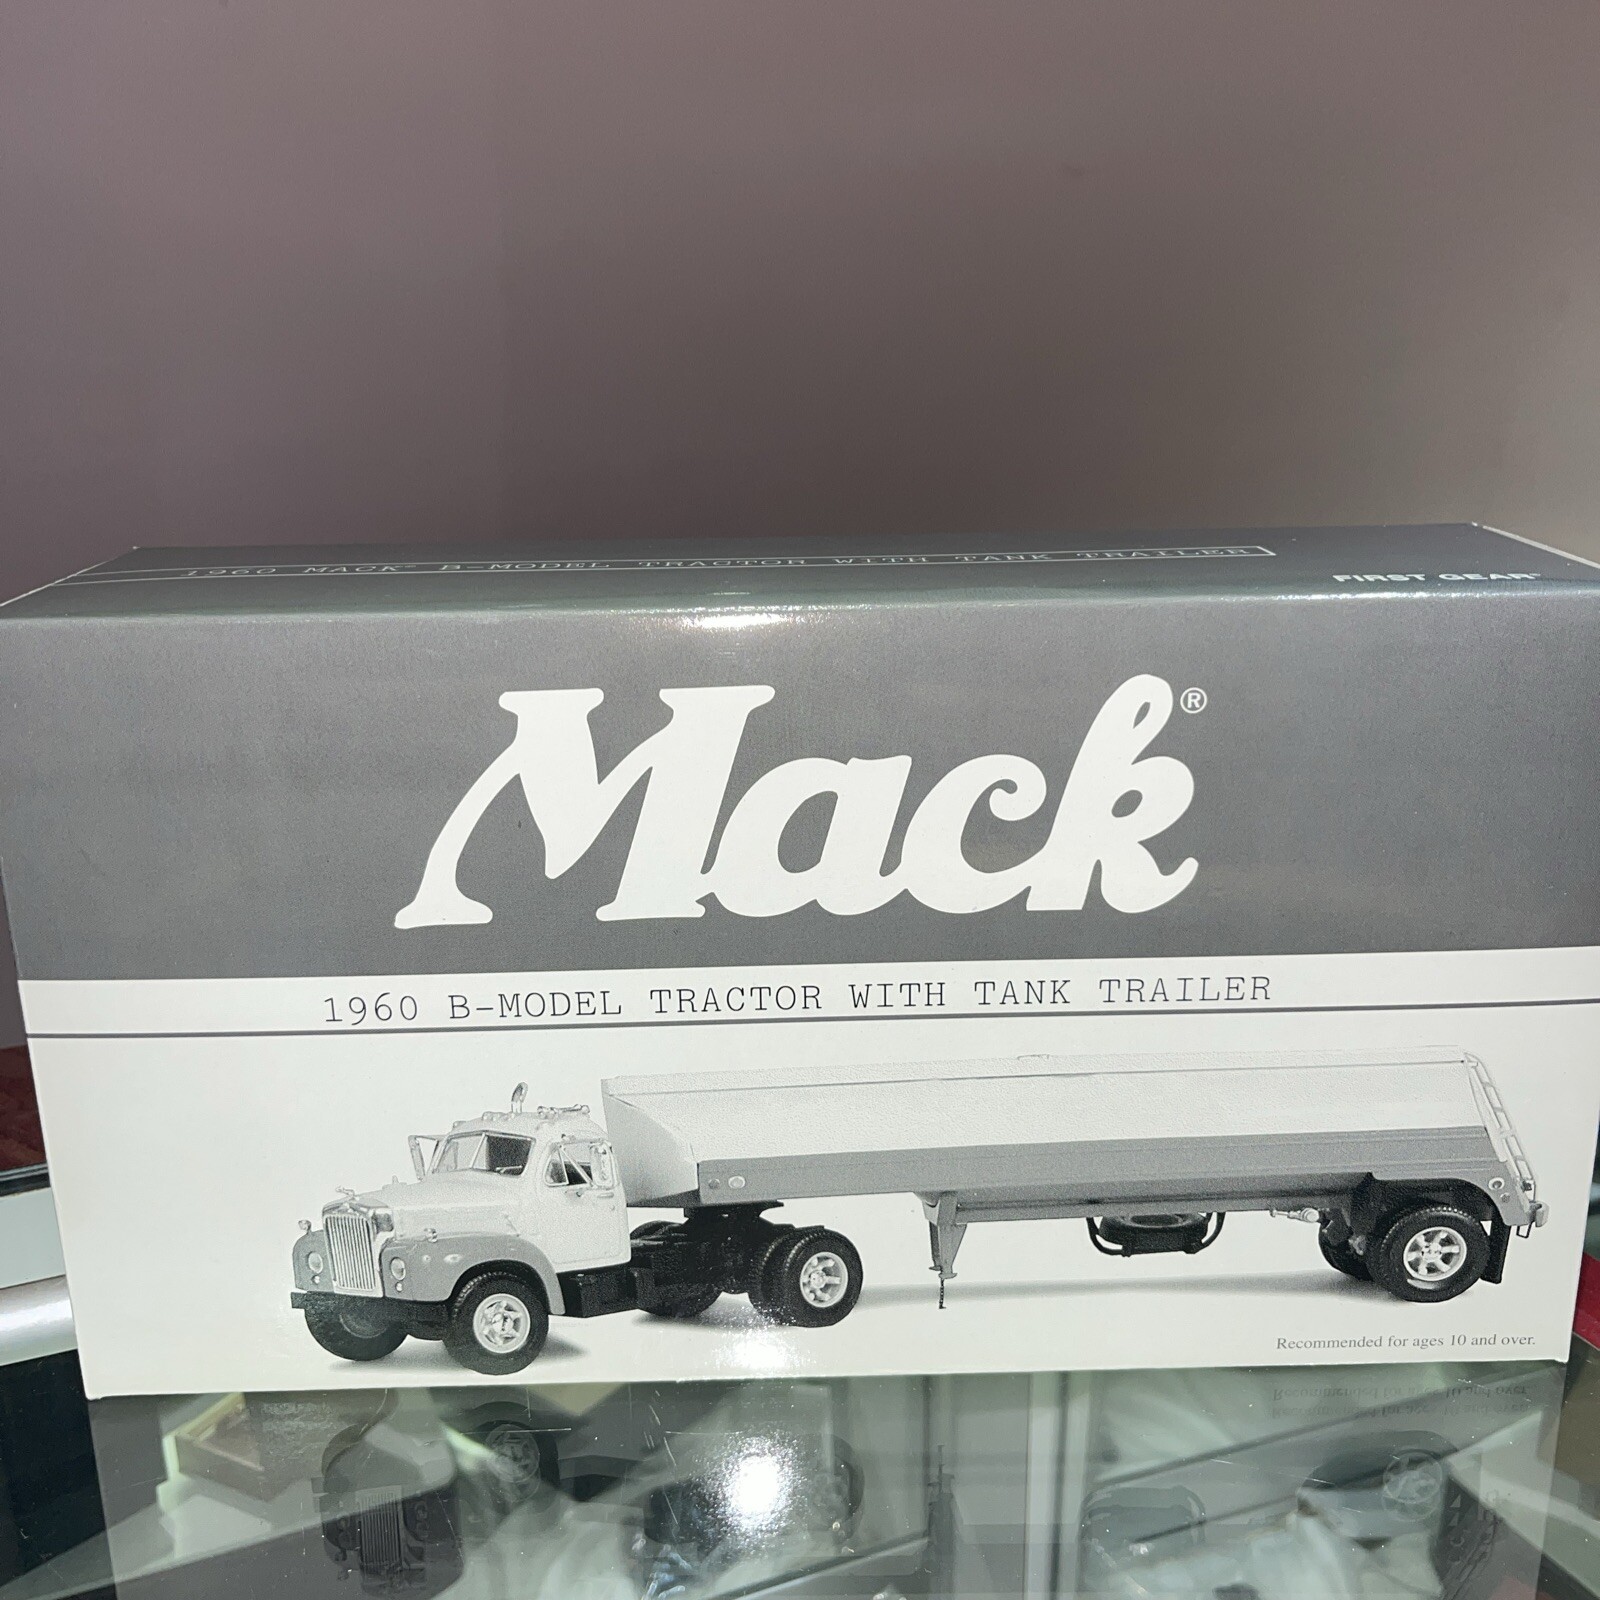 1960 MACK® B-MODEL TRACTOR WITH TANK TRAILER
FIRST GEAR®
Mack®
1960 B-MODEL TRACTOR WITH TANK TRAILER
Recommended for ages 10 and over.